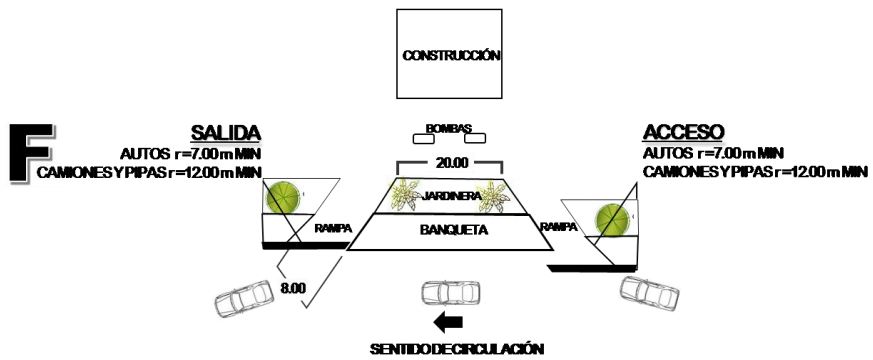 CONSTRUCCIÓN
F
SALIDA
AUTOS r=7.00 m MIN
CAMIONES Y PIPAS r=12.00 m MIN
BOMBAS
20.00
ACCESO
AUTOS r=7.00 m MIN
CAMIONES Y PIPAS r=12.00 m MIN
JARDINERA
RAMPA
BANQUETA
RAMPA
8.00
SENTIDO DE CIRCULACIÓN